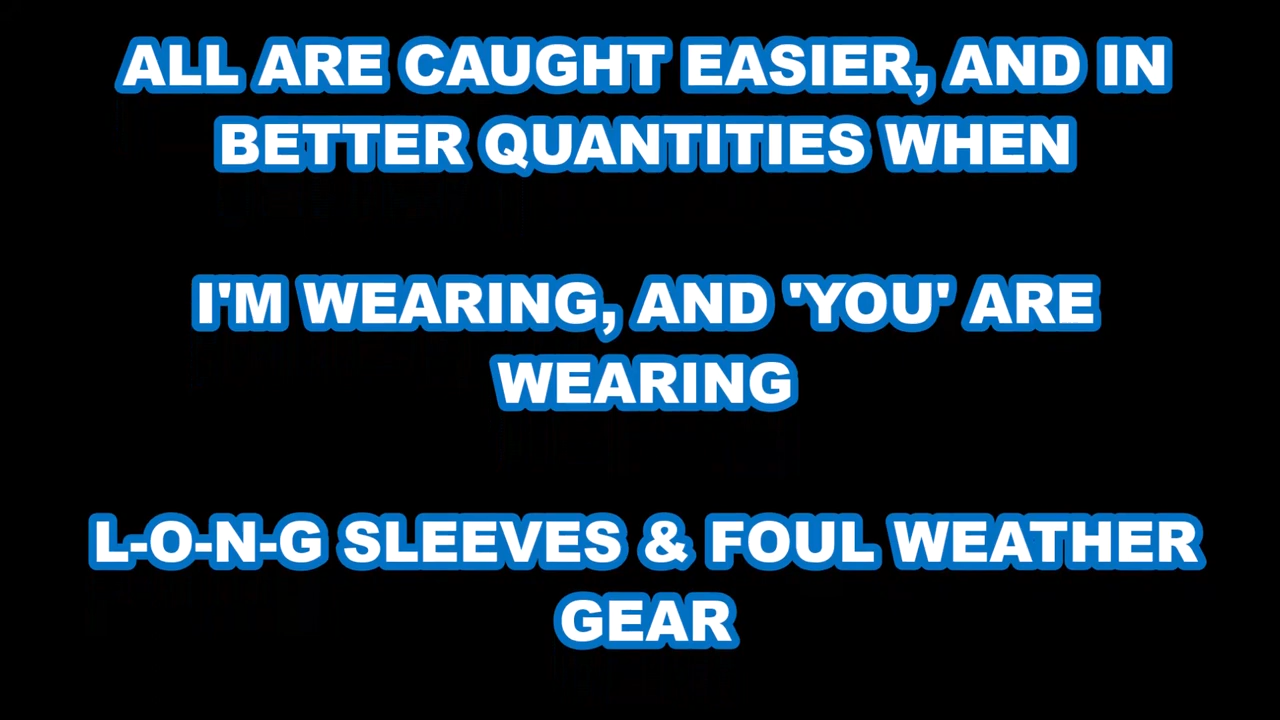 ALL ARE CAUGHT EASIER, AND IN
BETTER QUANTITIES WHEN
I'M WEARING, AND 'YOU' ARE
WEARING
L-O-N-G SLEEVES & FOUL WEATHER
GEAR